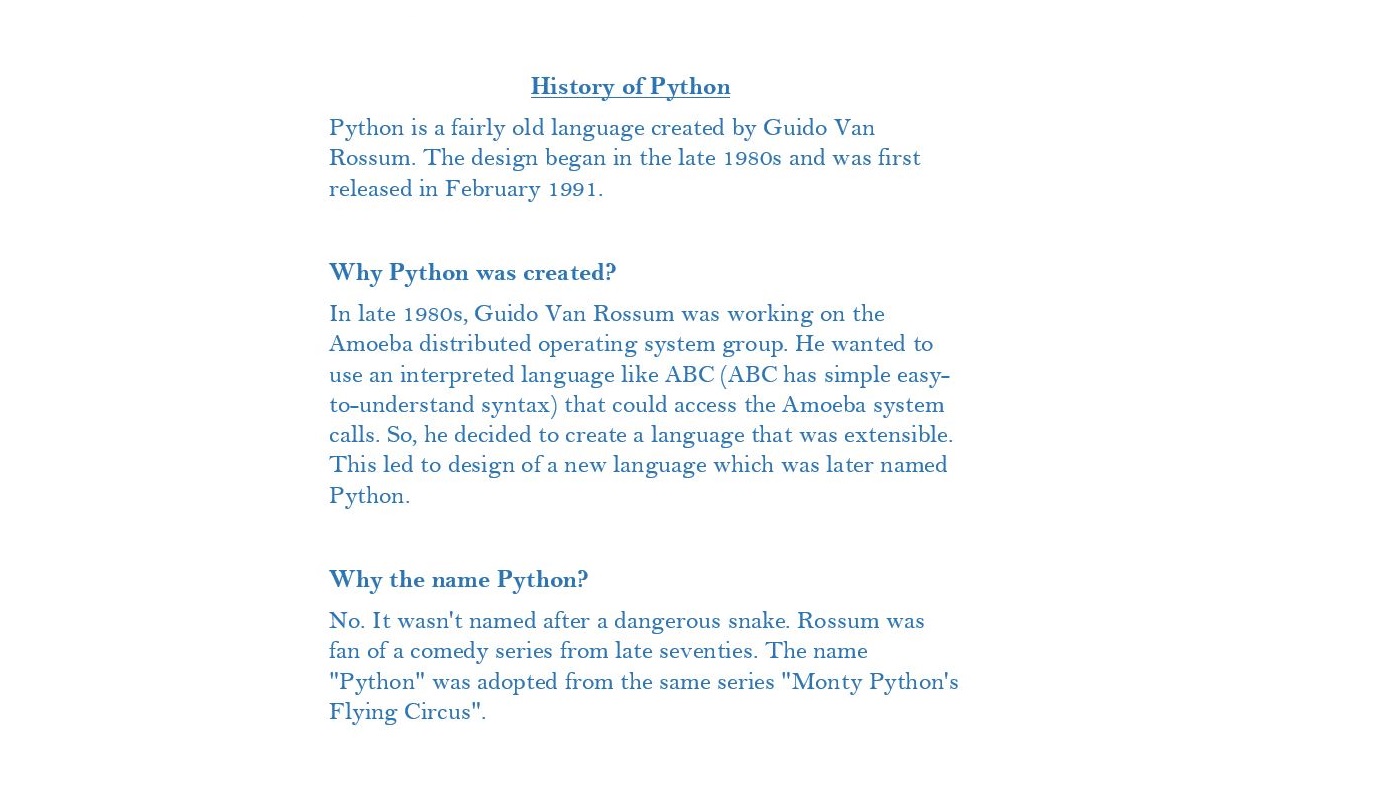 History of Python
Python is a fairly old language created by Guido Van
Rossum. The design began in the late 1980s and was first
released in February 1991.
Why Python was created?
In late 1980s, Guido Van Rossum was working on the
Amoeba distributed operating system group. He wanted to
use an interpreted language like ABC (ABC has simple easy-
to-understand syntax) that could access the Amoeba system
calls. So, he decided to create a language that was extensible.
This led to design of a new language which was later named
Python.
Why the name Python?
No. It wasn't named after a dangerous snake. Rossum was
fan of a comedy series from late seventies. The name
"Python" was adopted from the same series "Monty Python's
Flying Circus".